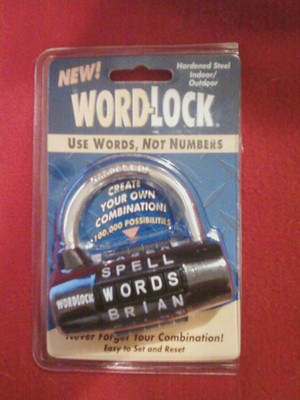 NEW!
Hardened Steel
Indoor/
Outdoor
WORDLOCK
USE WORDS, NOT NUMBERS
CREATE
YOUR OWN
COMBINATION!
100,000 POSSIBILITIES
SPELL
WORDLOCK WORDS
BRIAN
Never Forget Your Combination!
Easy to Set and Reset